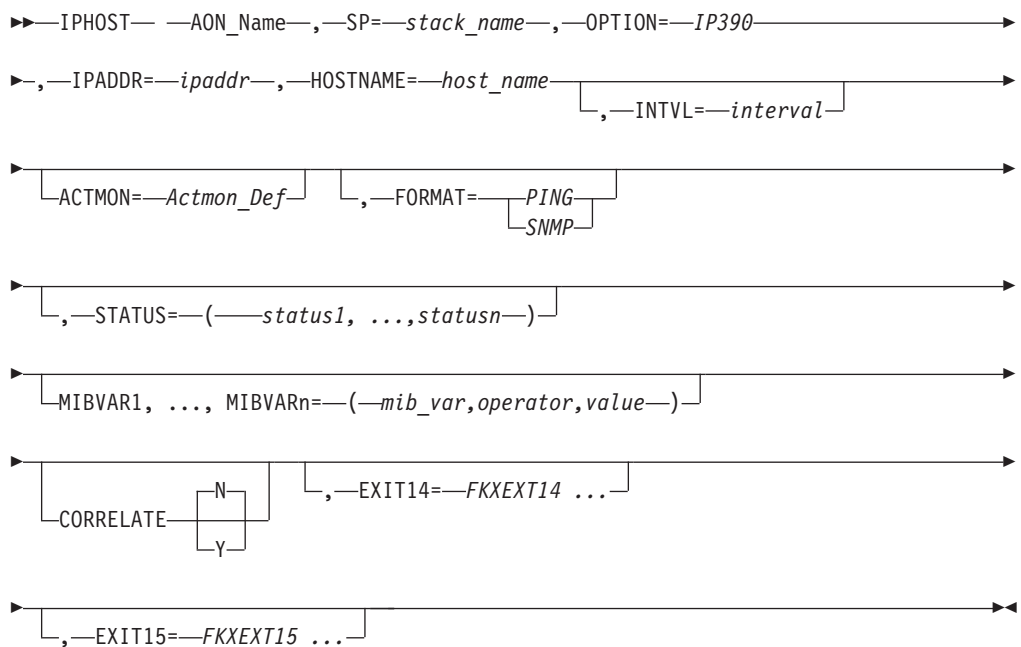 IPHOST AON_Name , SP= stack_name , OPTION= IP390
, IPADDR= ipaddr , HOSTNAME= host_name
, INTVL= interval
ACTMON= Actmon_Def , FORMAT= PING
SNMP
, STATUS= ( status1, ...,statusn )
MIBVAR1, ..., MIBVARn= ( mib_var,operator,value )
N
CORRELATE , EXIT14= FKXEXT14 ...
Y
, EXIT15= FKXEXT15 ...